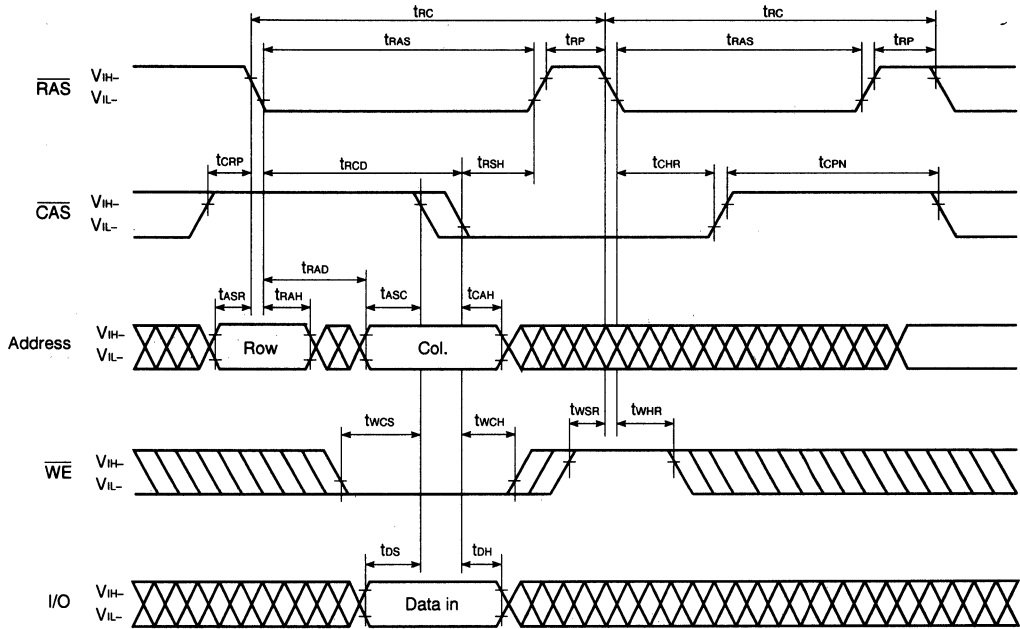 tRC tRC
tRAS tRP tRAS tRP
RAS VIH–
VIL–
tCRP tRCD tRSH tCHR tCPN
CAS VIH–
VIL–
tRAD
tASR tRAH tASC tCAH
Address VIH– Row Col.
VIL–
tWCS tWCH tWSR tWHR
WE VIH–
VIL–
tDS tDH
I/O VIH– Data in
VIL–